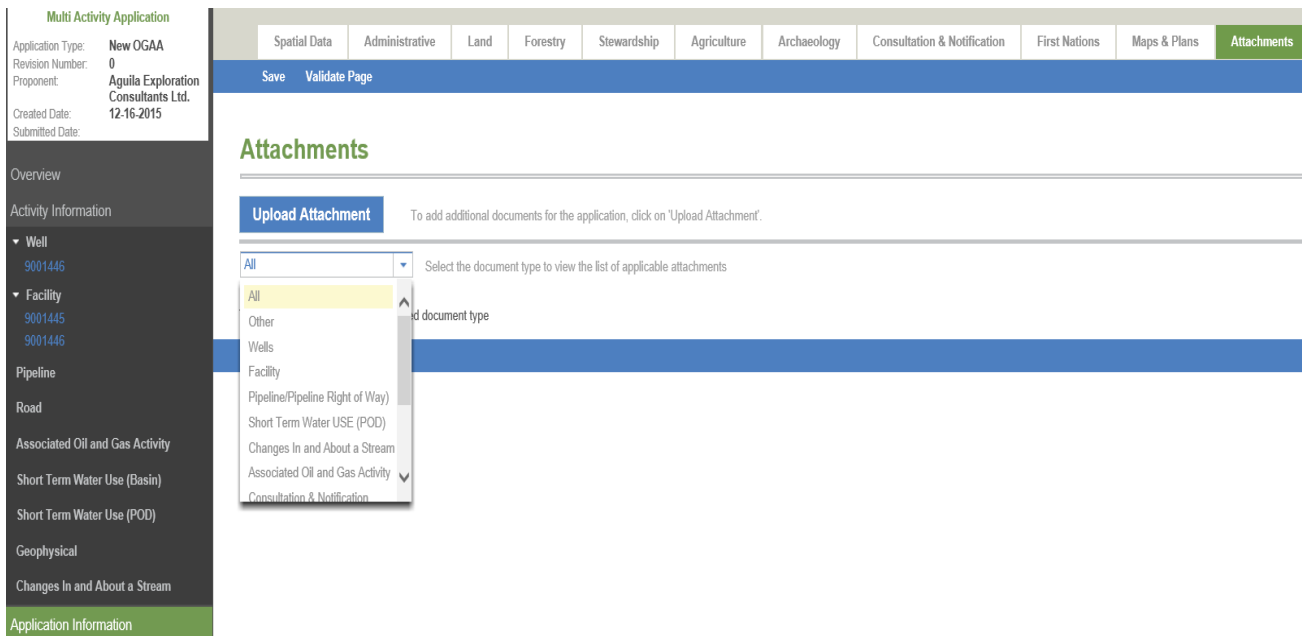 Multi Activity Application
Application Type: New OGAA
Revision Number: 0
Proponent: Aguila Exploration
Consultants Ltd.
Created Date: 12-16-2015
Submitted Date:
Overview
Activity Information
Well
9001446
Facility
9001445
9001446
Pipeline
Road
Associated Oil and Gas Activity
Short Term Water Use (Basin)
Short Term Water Use (POD)
Geophysical
Changes In and About a Stream
Application Information
Spatial Data Administrative Land Forestry Stewardship Agriculture Archaeology Consultation & Notification First Nations Maps & Plans Attachments
Save Validate Page
Attachments
Upload Attachment To add additional documents for the application, click on 'Upload Attachment'.
All Select the document type to view the list of applicable attachments
All
Other
document type
Wells
Facility
Pipeline/Pipeline Right of Way)
Short Term Water USE (POD)
Changes In and About a Stream
Associated Oil and Gas Activity
Consultation & Notification